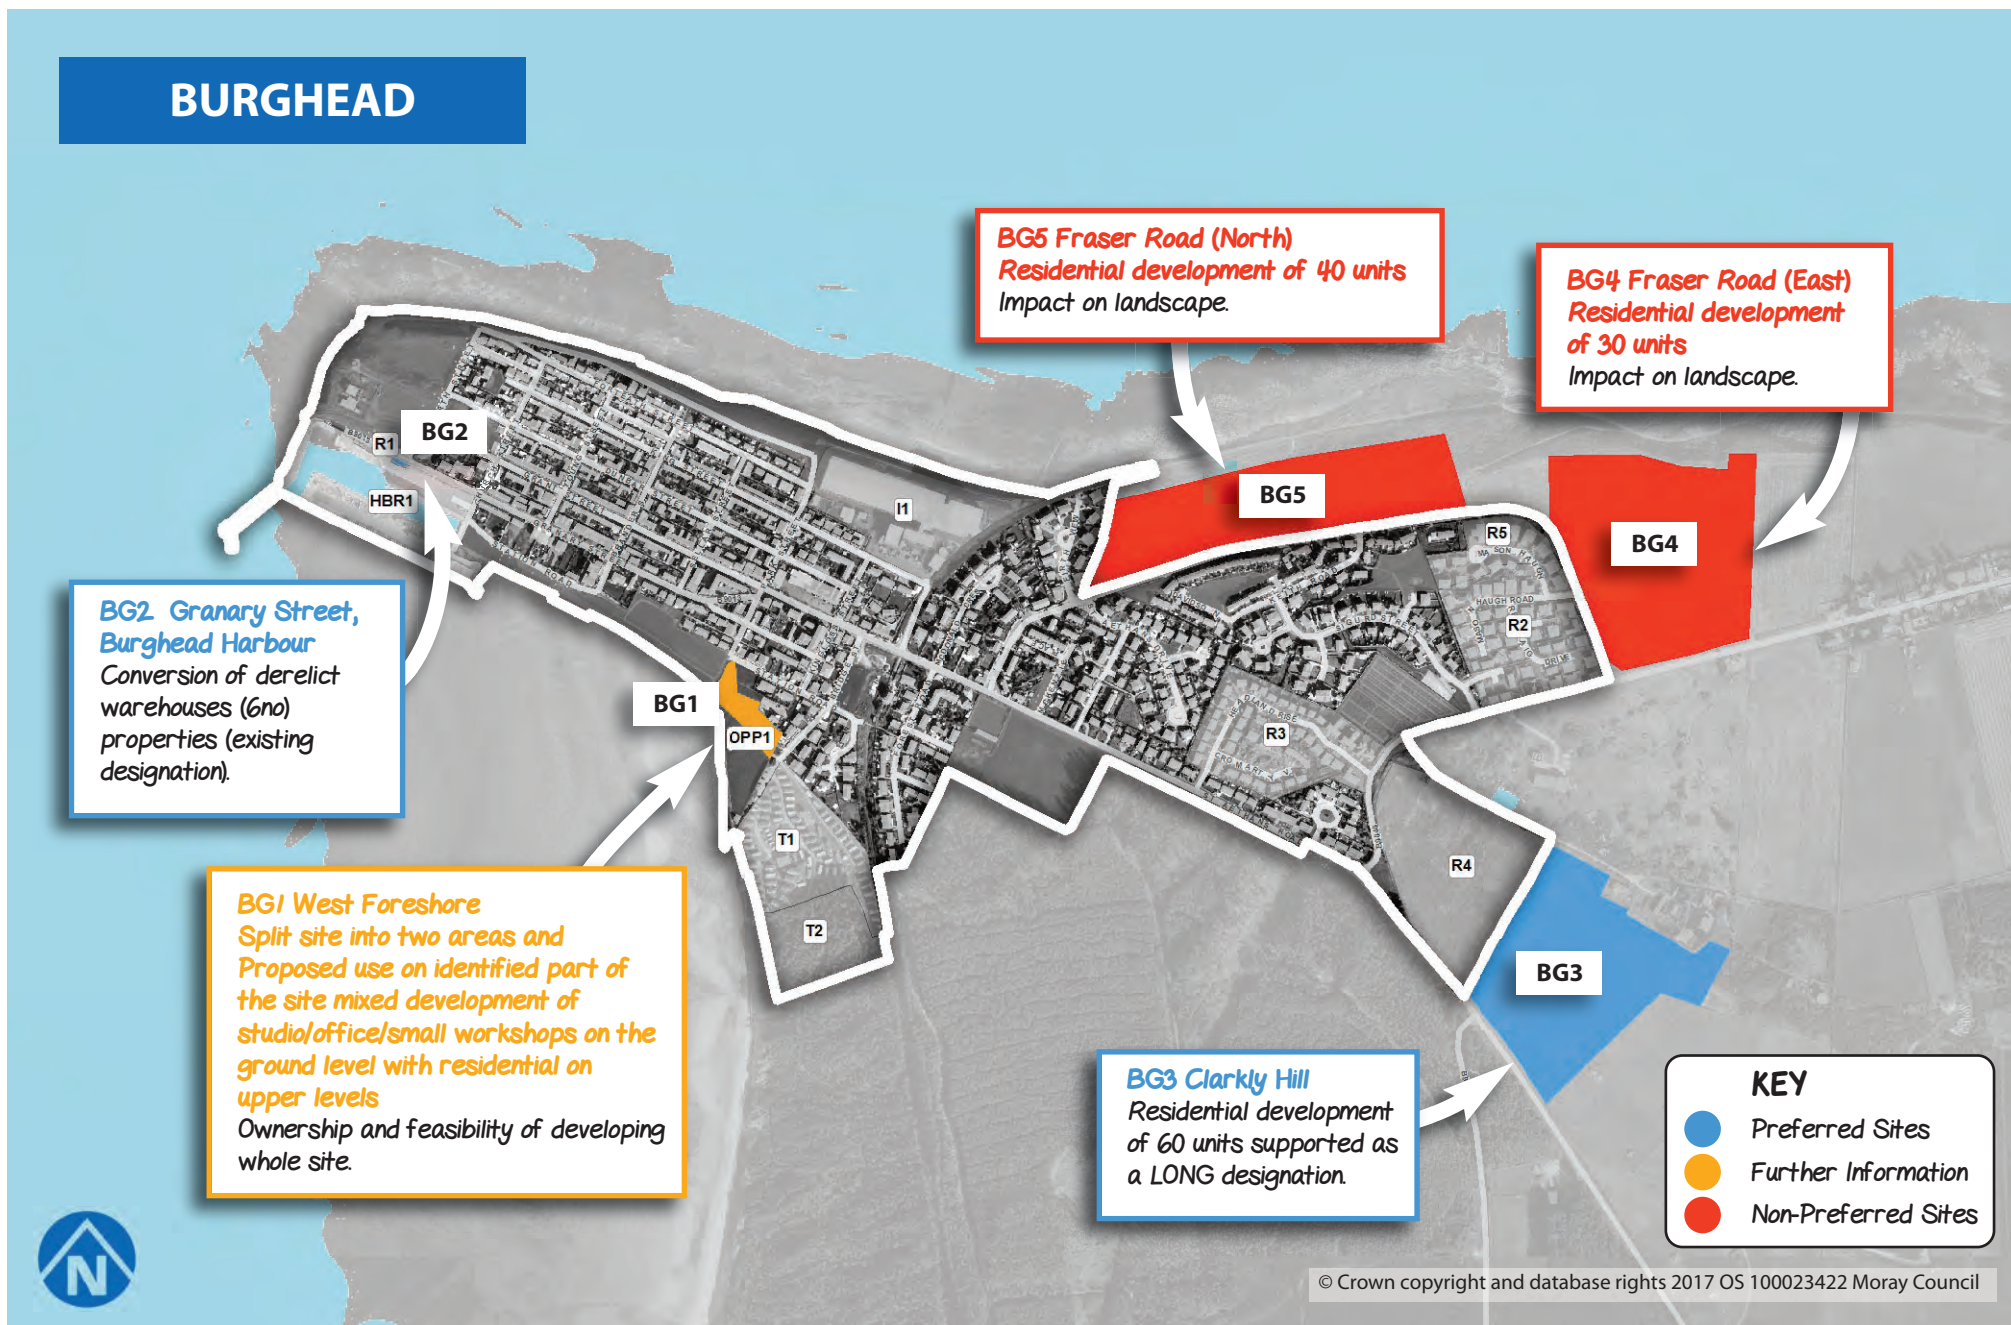 BURGHEAD
BG5 Fraser Road (North)
Residential development of 40 units
Impact on landscape.
BG4 Fraser Road (East)
Residential development
of 30 units
Impact on landscape.
BG2
R1
HBR1
I1
BG5
BG4
R5
HAUGH ROAD
R2
BG2 Granary Street,
Burghead Harbour
Conversion of derelict
warehouses (6no)
properties (existing
designation).
STATION ROAD
BG1
OPP1
R3
T1
T2
R4
BG3
BG1 West Foreshore
Split site into two areas and
Proposed use on identified part of
the site mixed development of
studio/office/small workshops on the
ground level with residential on
upper levels
Ownership and feasibility of developing
whole site.
BG3 Clarkly Hill
Residential development
of 60 units supported as
a LONG designation.
KEY
Preferred Sites
Further Information
Non-Preferred Sites
N
© Crown copyright and database rights 2017 OS 100023422 Moray Council